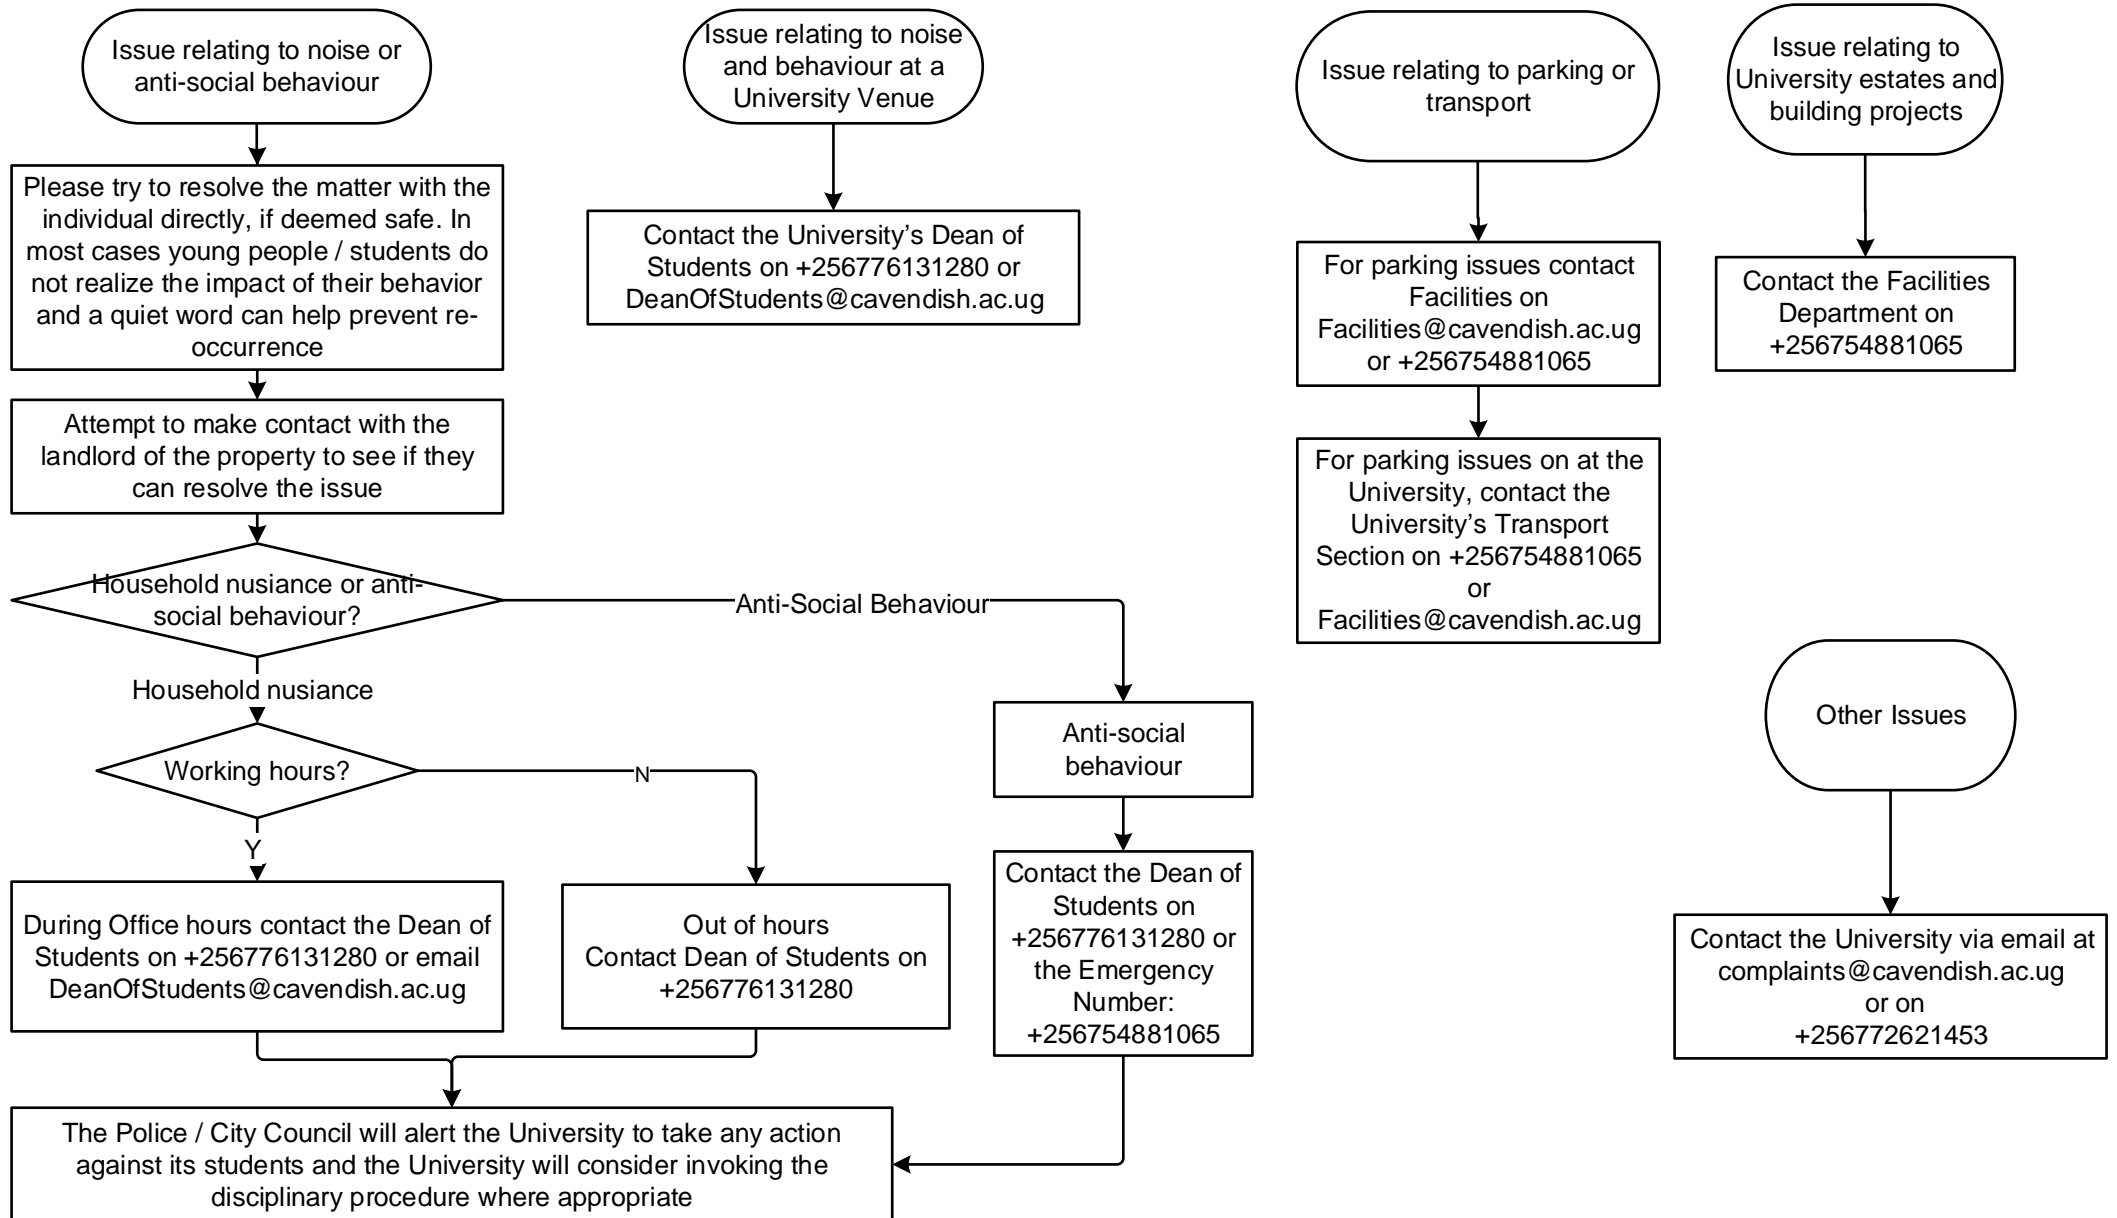 Issue relating to noise or
anti-social behaviour
Please try to resolve the matter with the
individual directly, if deemed safe. In
most cases young people / students do
not realize the impact of their behavior
and a quiet word can help prevent re-
occurrence
Attempt to make contact with the
landlord of the property to see if they
can resolve the issue
Household nusiance or anti-
social behaviour?
Anti-Social Behaviour
Household nusiance
Working hours?
N
Y
During Office hours contact the Dean of
Students on +256776131280 or email
DeanOfStudents@cavendish.ac.ug
Out of hours
Contact Dean of Students on
+256776131280
Anti-social
behaviour
Contact the Dean of
Students on
+256776131280 or
the Emergency
Number:
+256754881065
The Police / City Council will alert the University to take any action
against its students and the University will consider invoking the
disciplinary procedure where appropriate
Issue relating to noise
and behaviour at a
University Venue
Contact the University’s Dean of
Students on +256776131280 or
DeanOfStudents@cavendish.ac.ug
Issue relating to parking or
transport
For parking issues contact
Facilities on
Facilities@cavendish.ac.ug
or +256754881065
For parking issues on at the
University, contact the
University’s Transport
Section on +256754881065
or
Facilities@cavendish.ac.ug
Issue relating to
University estates and
building projects
Contact the Facilities
Department on
+256754881065
Other Issues
Contact the University via email at
complaints@cavendish.ac.ug
or on
+256772621453